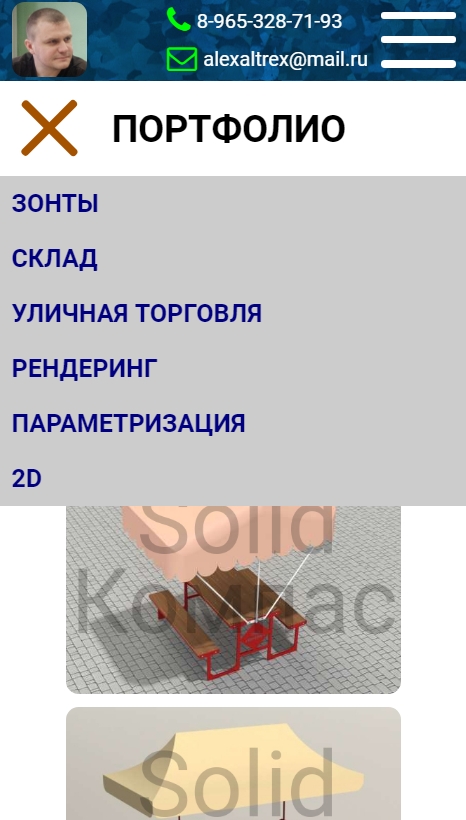 8-965-328-71-93
alexaltrex@mail.ru
ПОРТФОЛИО
ЗОНТЫ
СКЛАД
УЛИЧНАЯ ТОРГОВЛЯ
РЕНДЕРИНГ
ПАРАМЕТРИЗАЦИЯ
2D
Solid
Компас
Solid